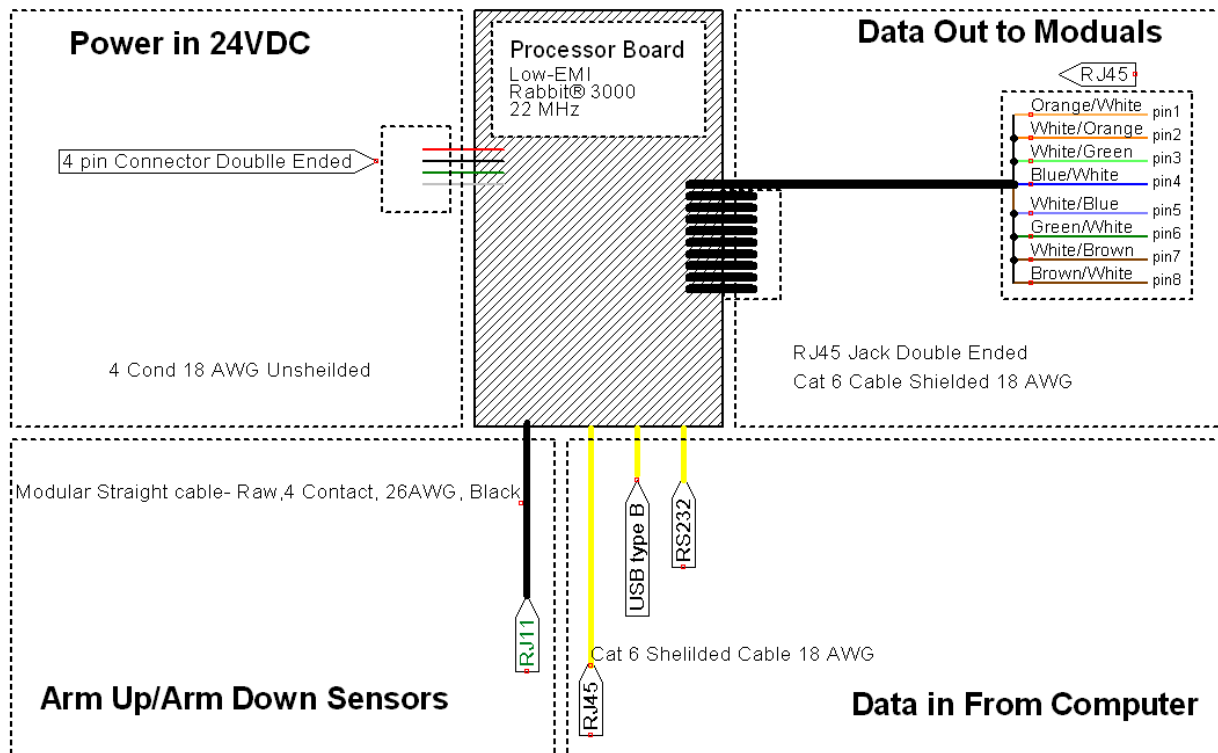 Power in 24VDC
Processor Board
Low-EMI
Rabbit® 3000
22 MHz
Data Out to Moduals
RJ45
4 pin Connector Doublle Ended
Orange/White pin1
White/Orange pin2
White/Green pin3
Blue/White pin4
White/Blue pin5
Green/White pin6
White/Brown pin7
Brown/White pin8
4 Cond 18 AWG Unsheilded
RJ45 Jack Double Ended
Cat 6 Cable Shielded 18 AWG
Modular Straight cable- Raw,4 Contact, 26AWG, Black
RJ11
RJ45
USB type B
RS232
Cat 6 Shelilded Cable 18 AWG
Arm Up/Arm Down Sensors
Data in From Computer